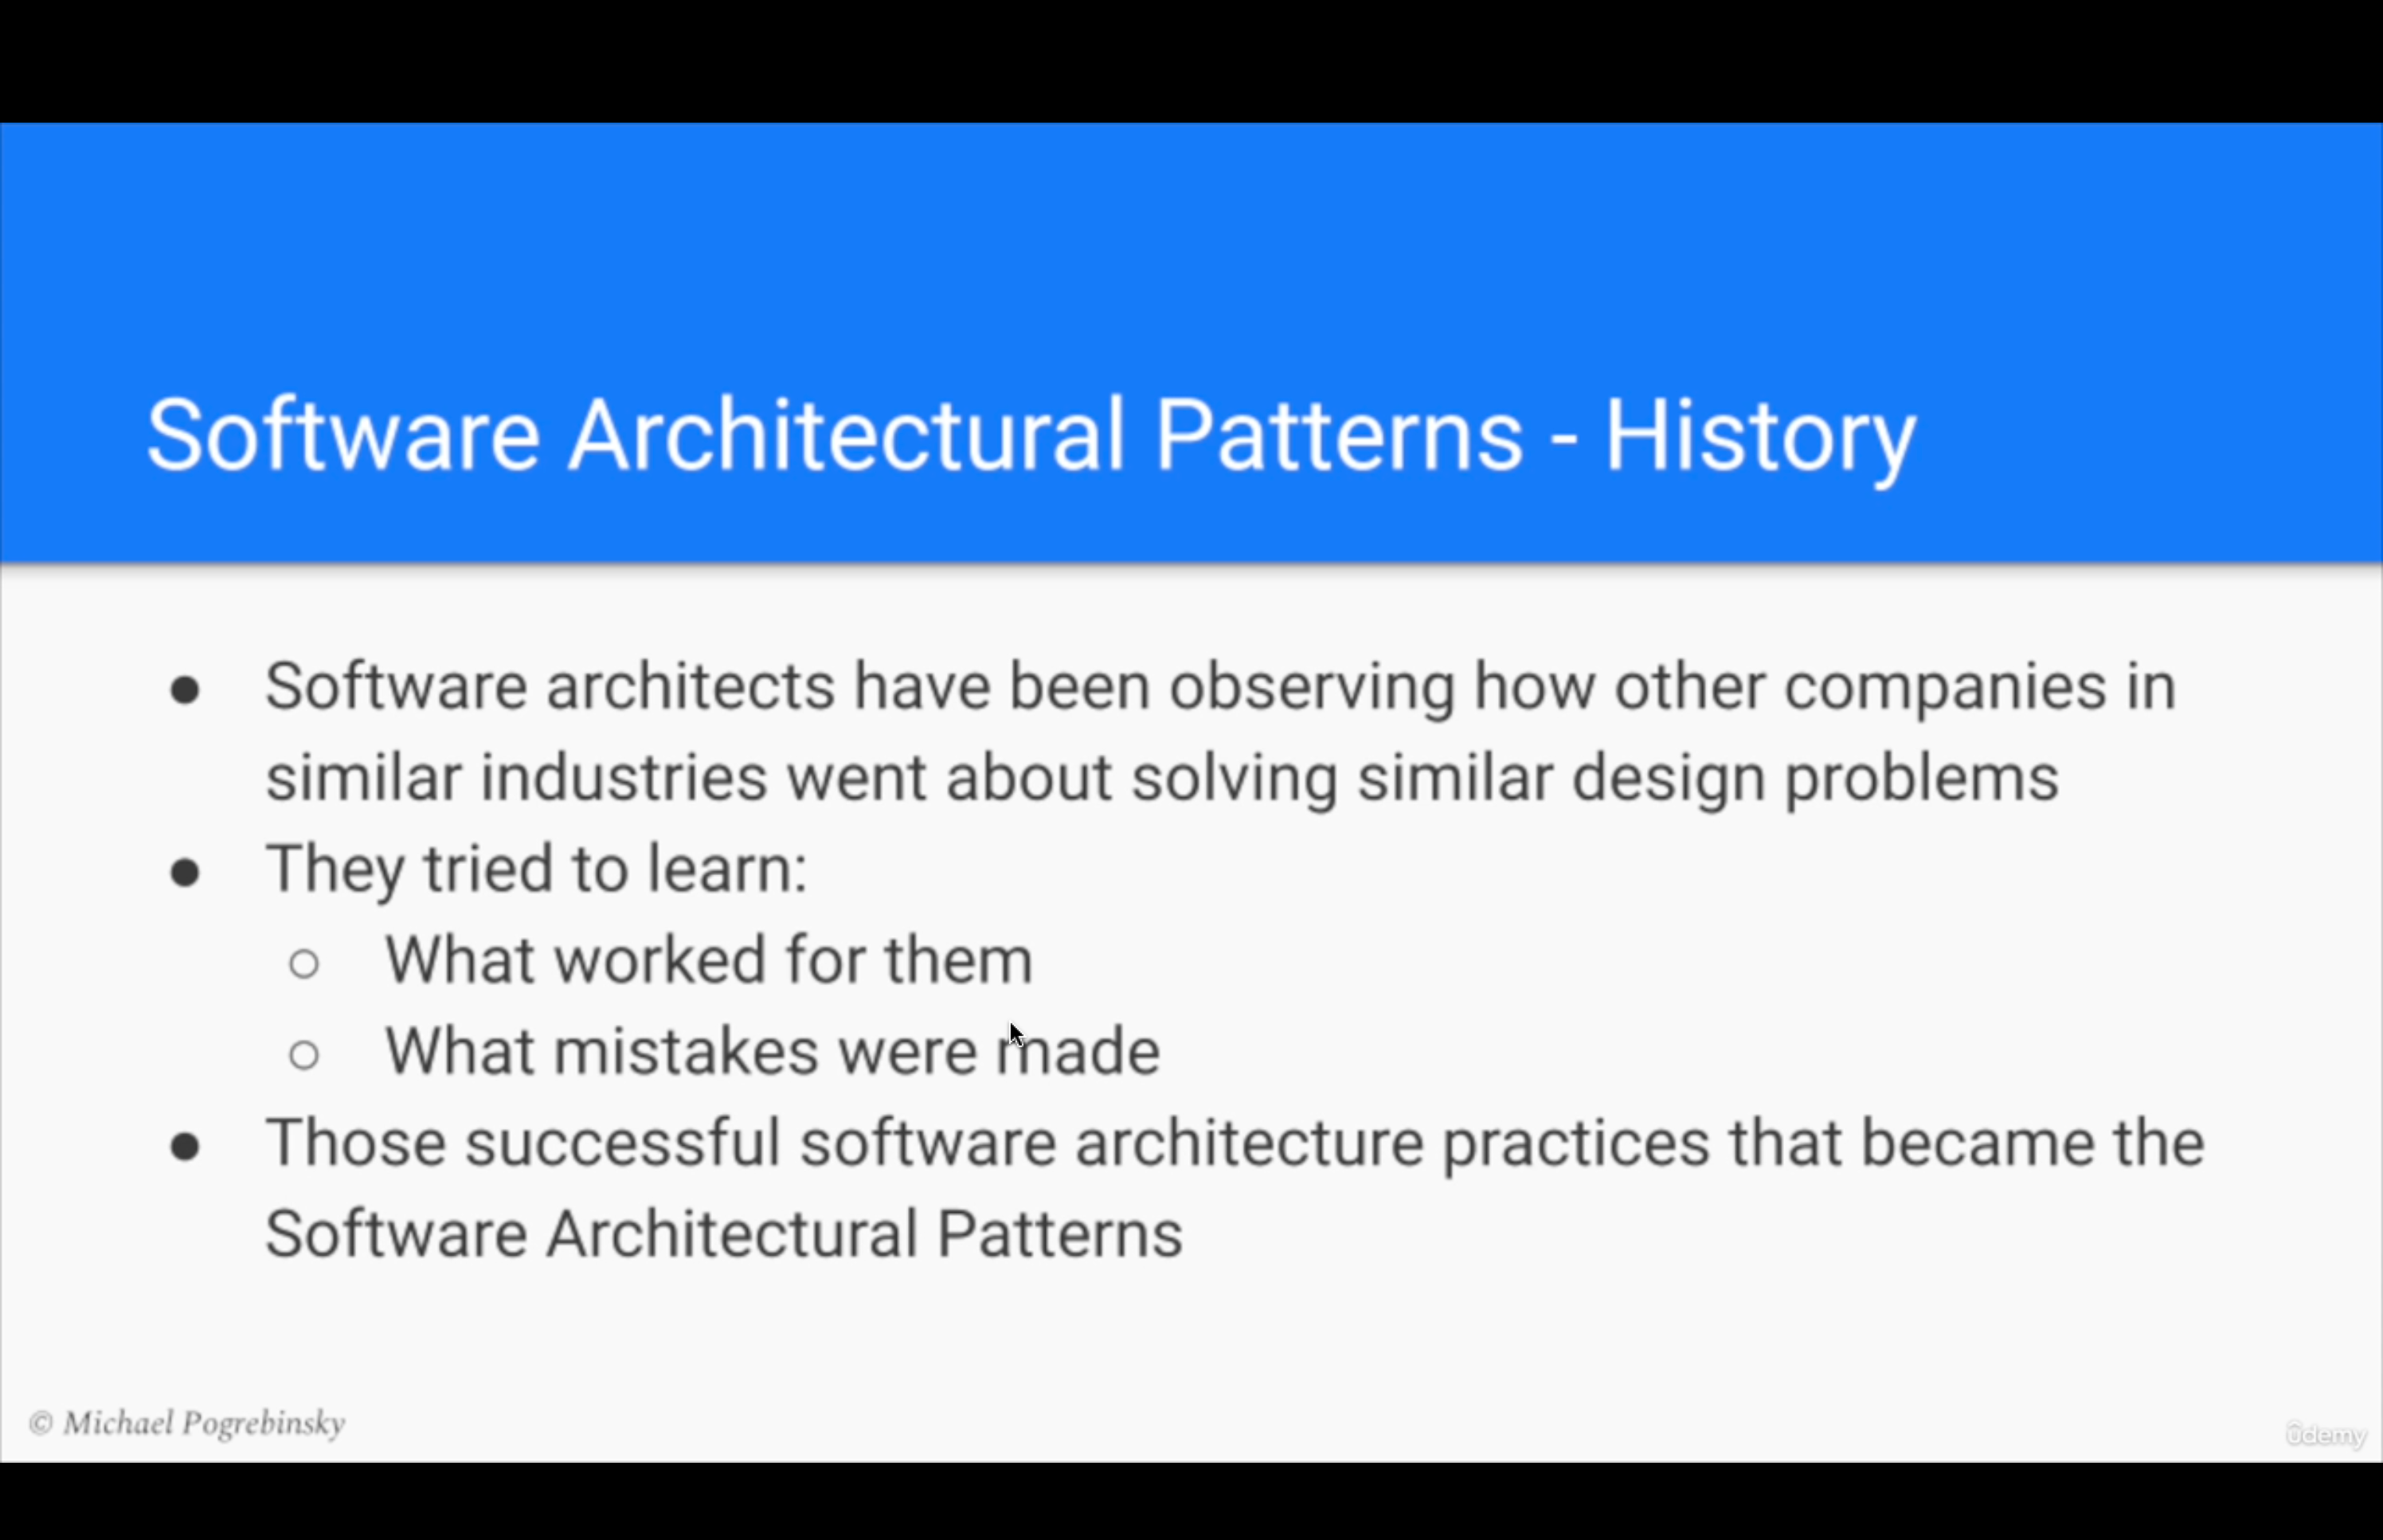 Software Architectural Patterns - History
● Software architects have been observing how other companies in
similar industries went about solving similar design problems
● They tried to learn:
○ What worked for them
○ What mistakes were made
● Those successful software architecture practices that became the
Software Architectural Patterns
© Michael Pogrebinsky
ûdemy